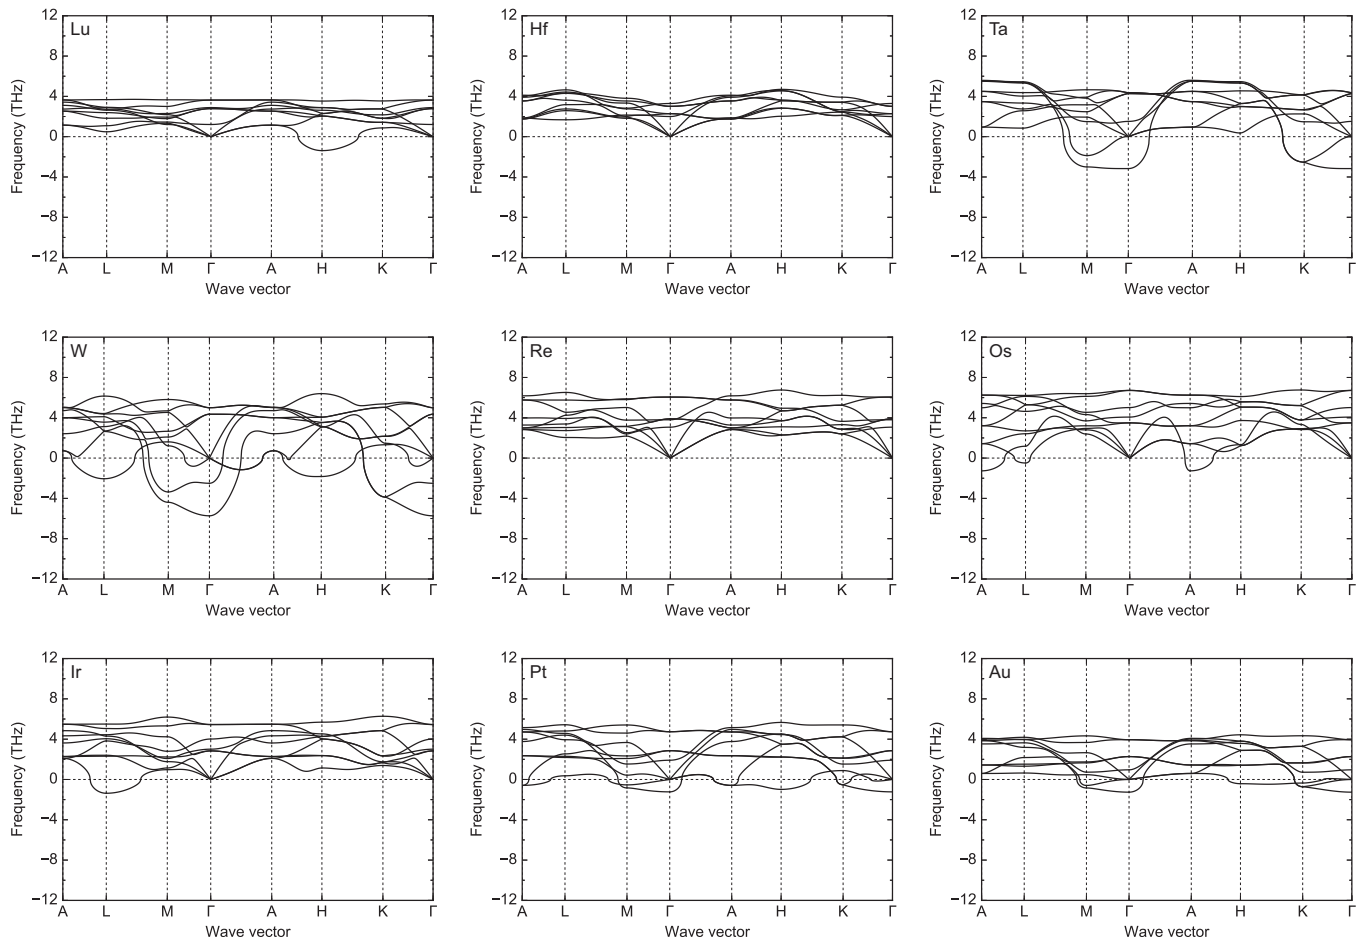 Lu
12
8
4
0
−4
−8
−12
Frequency (THz)
A L M Γ A H K Γ
Wave vector
Hf
12
8
4
0
−4
−8
−12
Frequency (THz)
A L M Γ A H K Γ
Wave vector
Ta
12
8
4
0
−4
−8
−12
Frequency (THz)
A L M Γ A H K Γ
Wave vector
W
12
8
4
0
−4
−8
−12
Frequency (THz)
A L M Γ A H K Γ
Wave vector
Re
12
8
4
0
−4
−8
−12
Frequency (THz)
A L M Γ A H K Γ
Wave vector
Os
12
8
4
0
−4
−8
−12
Frequency (THz)
A L M Γ A H K Γ
Wave vector
Ir
12
8
4
0
−4
−8
−12
Frequency (THz)
A L M Γ A H K Γ
Wave vector
Pt
12
8
4
0
−4
−8
−12
Frequency (THz)
A L M Γ A H K Γ
Wave vector
Au
12
8
4
0
−4
−8
−12
Frequency (THz)
A L M Γ A H K Γ
Wave vector